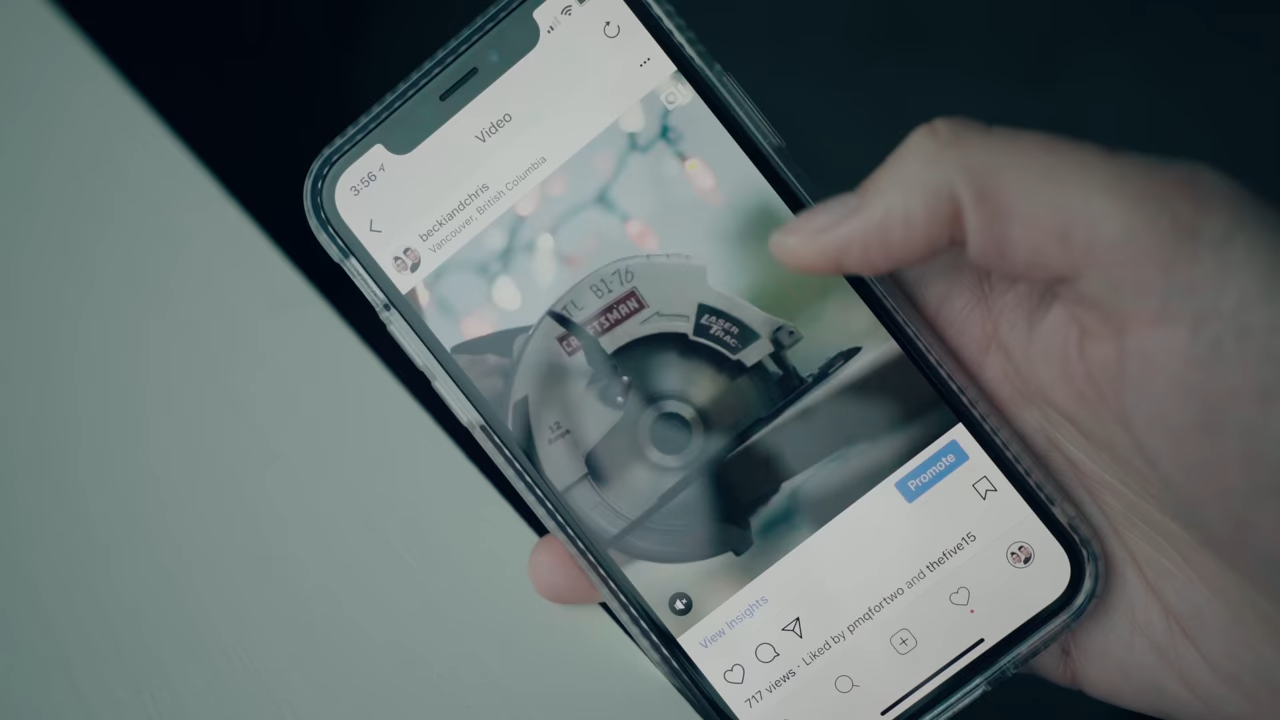 3:56
Video
beckiandchris
Vancouver, British Columbia
TL B1-76
CRAFTSMAN
LASER
TRAC
12
Amps
Promote
View Insights
717 views · Liked by pmqfortwo and thefive15